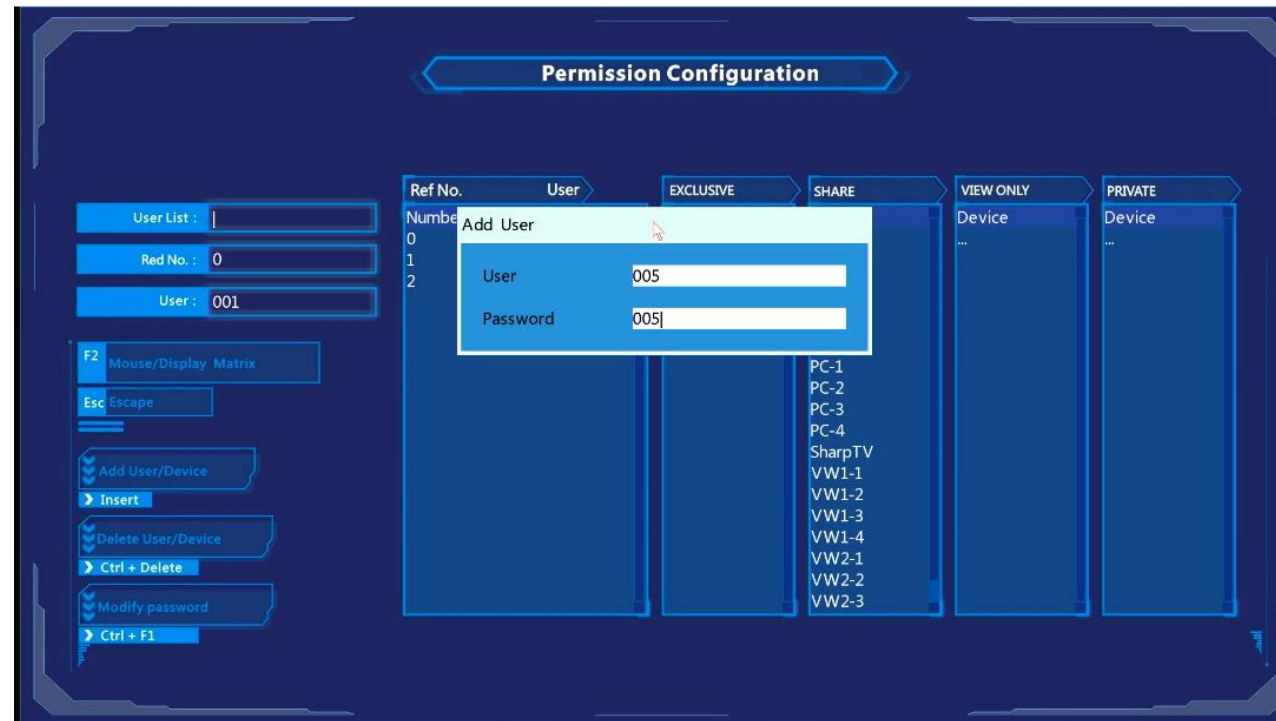 Permission Configuration
Ref No. User
EXCLUSIVE
SHARE
VIEW ONLY
PRIVATE
User List :
Red No. : 0
User : 001
F2 Mouse/Display Matrix
Esc Escape
Add User/Device
Insert
Delete User/Device
Ctrl + Delete
Modify password
Ctrl + F1
0
1
2
Add User
User 005
Password 005
PC-1
PC-2
PC-3
PC-4
SharpTV
VW1-1
VW1-2
VW1-3
VW1-4
VW2-1
VW2-2
VW2-3
Device
...
Device
...